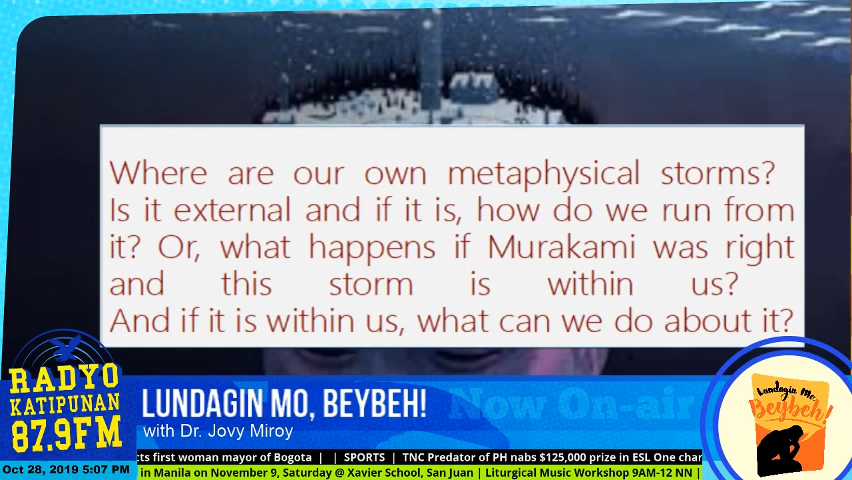 Where are our own metaphysical storms?
Is it external and if it is, how do we run from
it? Or, what happens if Murakami was right
and this storm is within us?
And if it is within us, what can we do about it?
RADYO
KATIPUNAN
87.9FM
LUNDAGIN MO, BEYBEH!
Now On-air
with Dr. Jovy Miroy
Lundagin Mo,
Beybeh!
Oct 28, 2019 5:07 PM
cts first woman mayor of Bogota | | SPORTS | TNC Predator of PH nabs $125,000 prize in ESL One
in Manila on November 9, Saturday @ Xavier School, San Juan | Liturgical Music Workshop 9AM-12 NN |